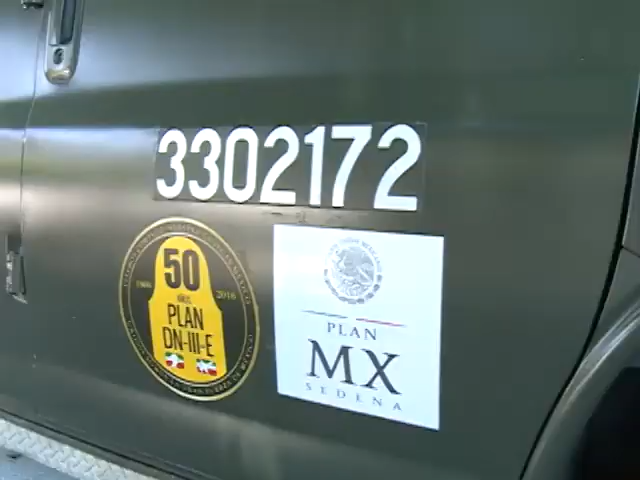 3302172
50
AÑOS
PLAN
DN-III-E
1966
2016
PLAN
MX
SEDENA